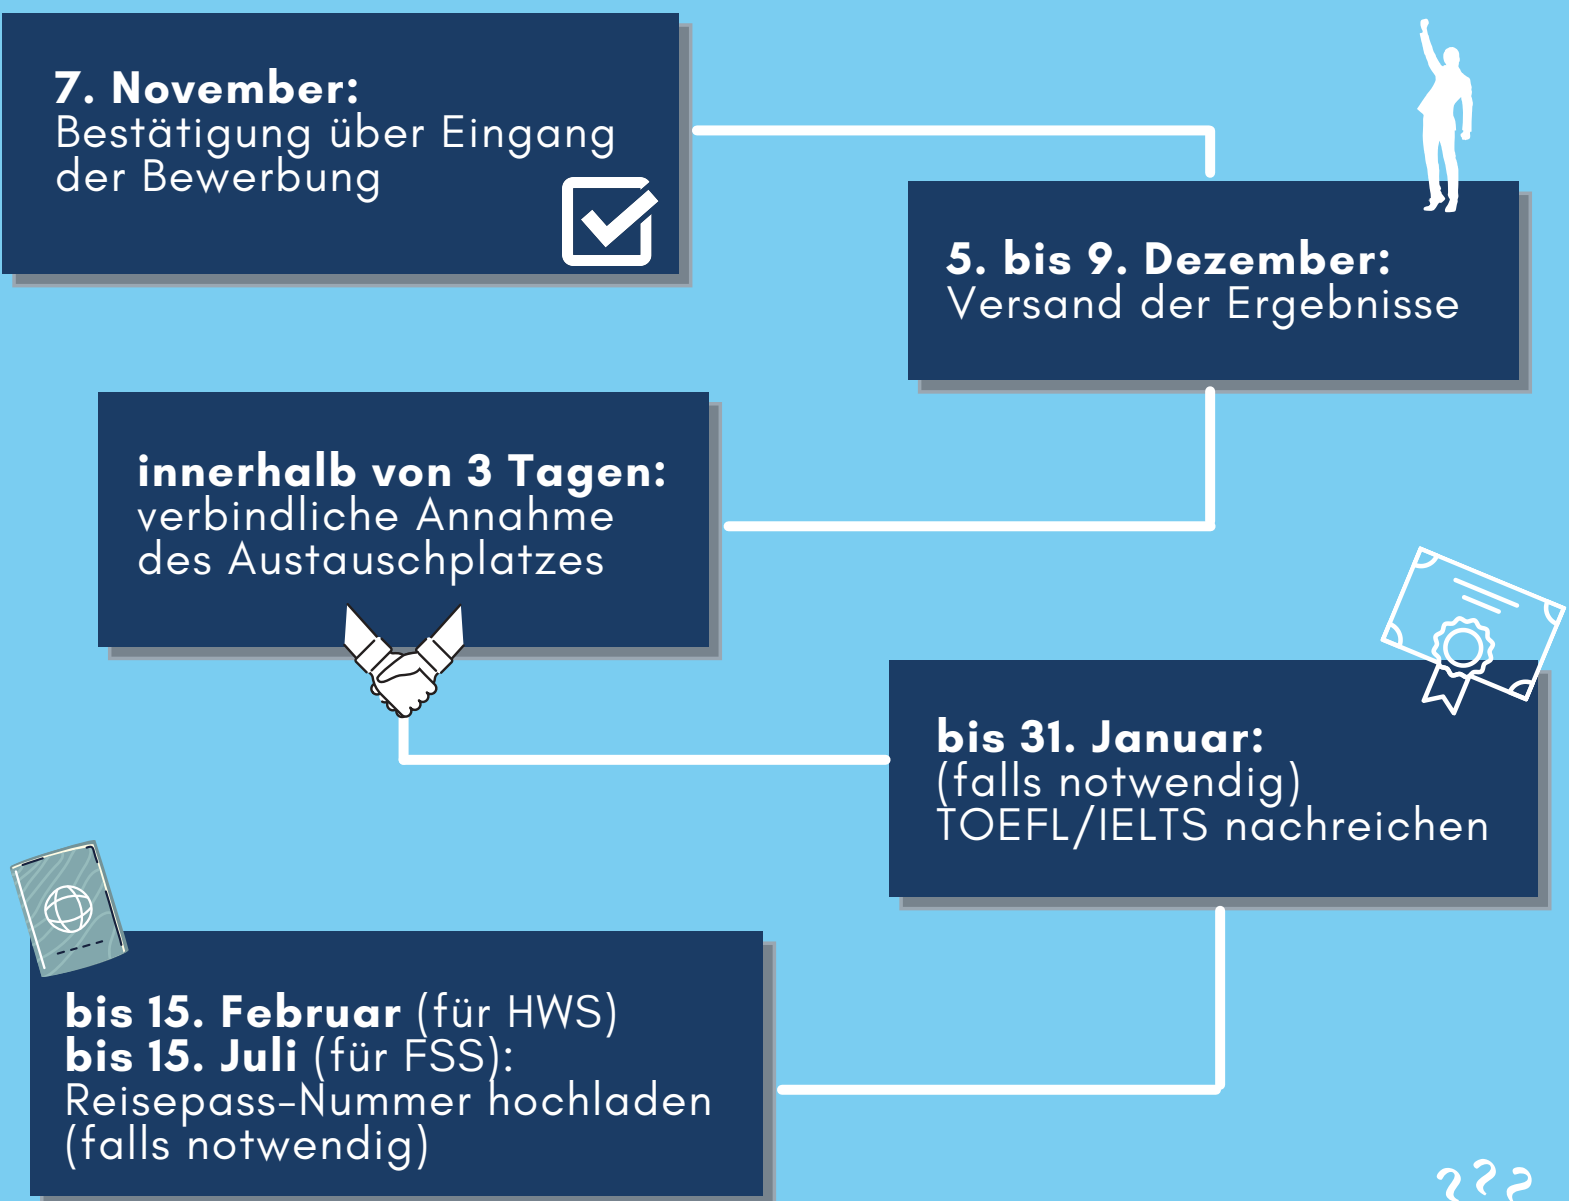 7. November:
Bestätigung über Eingang
der Bewerbung
5. bis 9. Dezember:
Versand der Ergebnisse
innerhalb von 3 Tagen:
verbindliche Annahme
des Austauschplatzes
bis 31. Januar:
(falls notwendig)
TOEFL/IELTS nachreichen
bis 15. Februar (für HWS)
bis 15. Juli (für FSS):
Reisepass-Nummer hochladen
(falls notwendig)
???